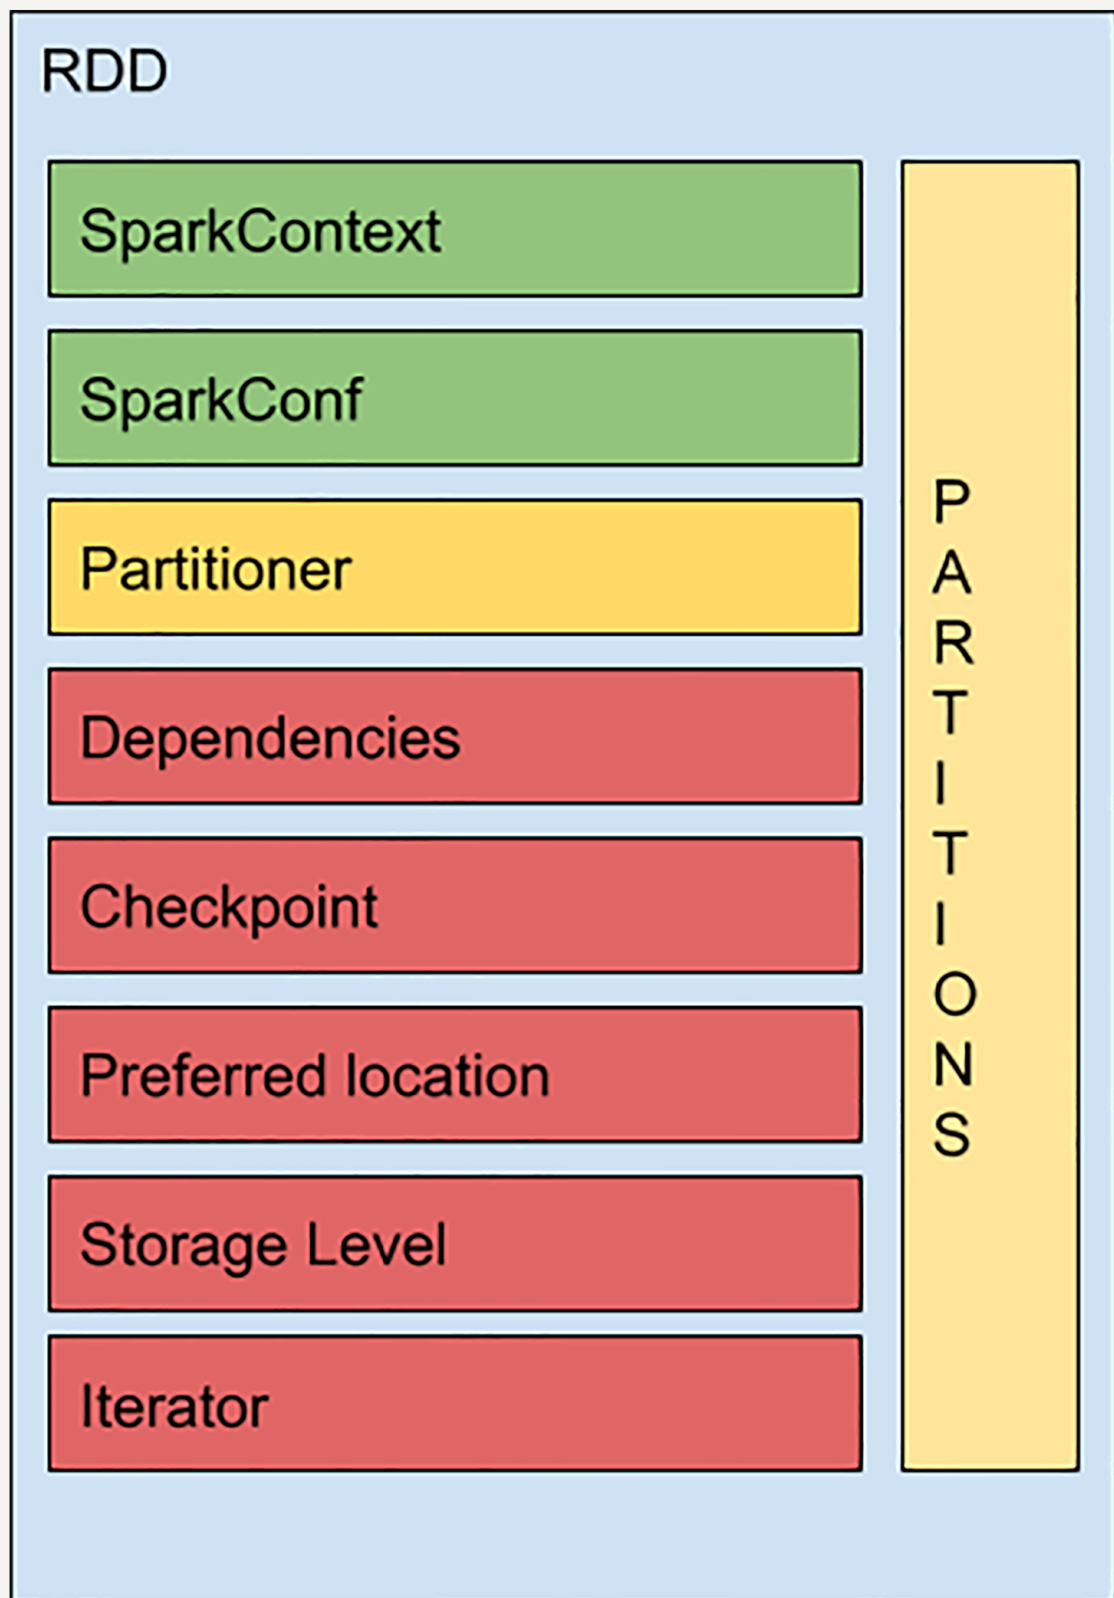 RDD
SparkContext
SparkConf
Partitioner
Dependencies
Checkpoint
Preferred location
Storage Level
Iterator
PARTITIONS